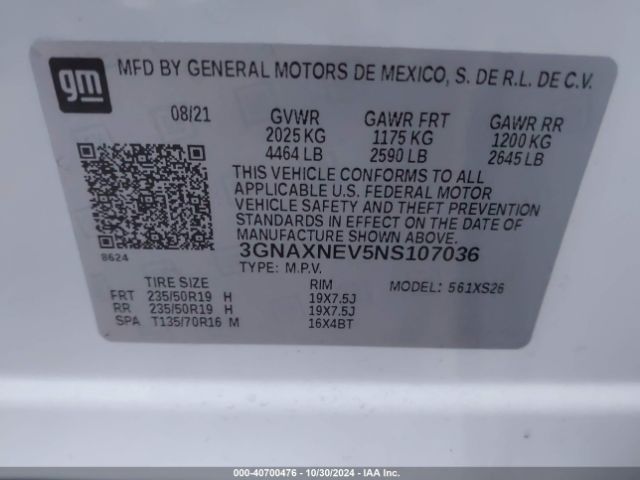 gm
MFD BY GENERAL MOTORS DE MEXICO, S. DE R.L. DE C.V.
08/21 GVWR GAWR FRT GAWR RR
2025 KG 1175 KG 1200 KG
4464 LB 2590 LB 2645 LB
THIS VEHICLE CONFORMS TO ALL
APPLICABLE U.S. FEDERAL MOTOR
VEHICLE SAFETY AND THEFT PREVENTION
STANDARDS IN EFFECT ON THE DATE OF
MANUFACTURE SHOWN ABOVE.
8624 3GNAXNEV5NS107036
TYPE: M.P.V. MODEL: 561XS26
TIRE SIZE RIM
FRT 235/50R19 H 19X7.5J
RR 235/50R19 H 19X7.5J
SPA T135/70R16 M 16X4BT
000-40700476 - 10/30/2024 - IAAI.com